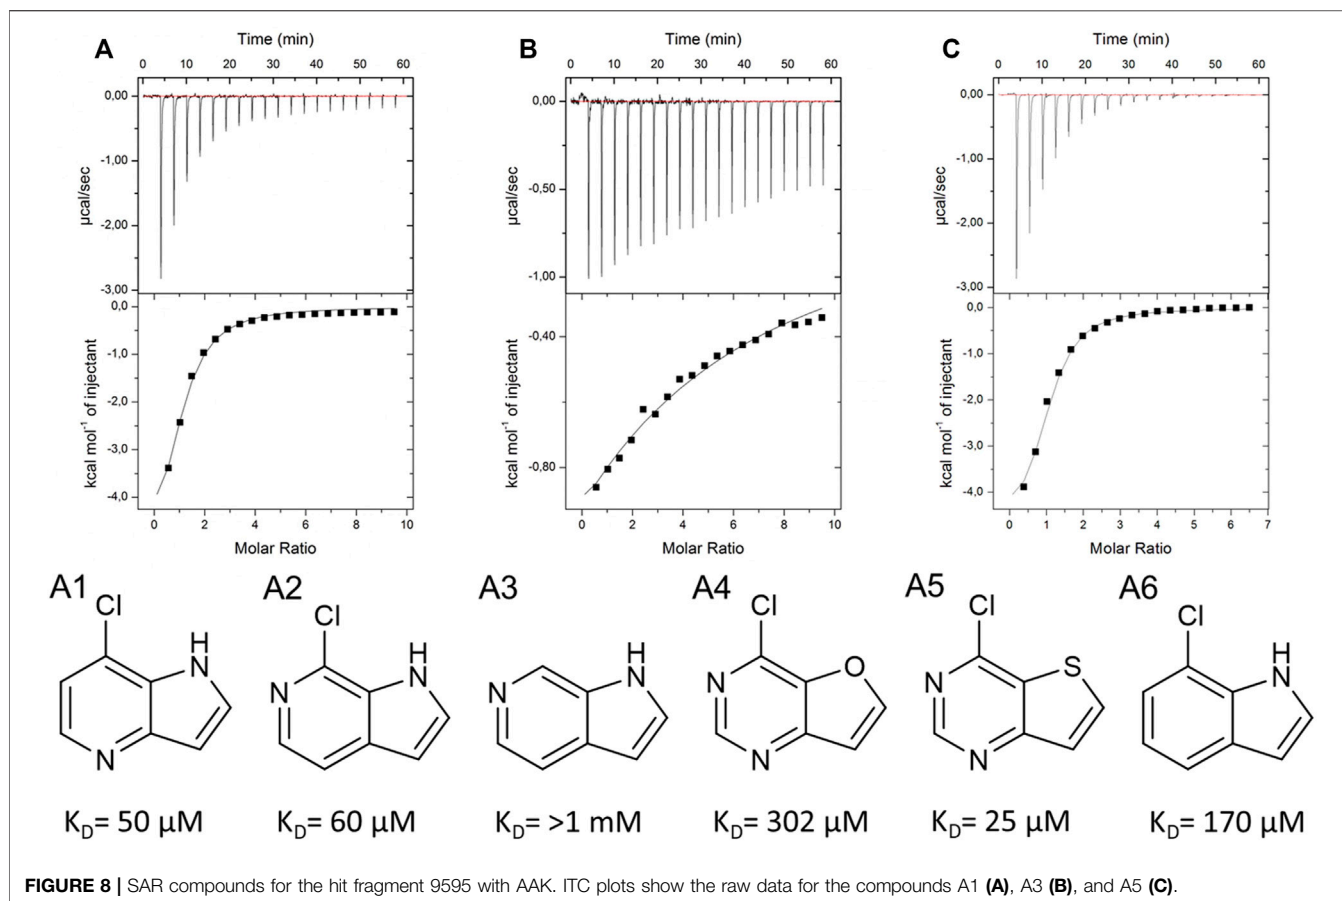 A
Time (min)
0 10 20 30 40 50 60
0,00
-1,00
-2,00
-3,00
µcal/sec
0,0
-1,0
-2,0
-3,0
-4,0
kcal mol⁻¹ of injectant
0 2 4 6 8 10
Molar Ratio
B
Time (min)
0 10 20 30 40 50 60
0,00
-0,50
-1,00
µcal/sec
-0,40
-0,80
kcal mol⁻¹ of injectant
0 2 4 6 8 10
Molar Ratio
C
Time (min)
0 10 20 30 40 50 60
0,00
-1,00
-2,00
-3,00
µcal/sec
0,0
-1,0
-2,0
-3,0
-4,0
kcal mol⁻¹ of injectant
0 1 2 3 4 5 6 7
Molar Ratio
A1
Cl
H
N
N
K_D= 50 µM
A2
Cl
H
N
N
K_D= 60 µM
A3
H
N
N
K_D= >1 mM
A4
Cl
O
N
N
K_D= 302 µM
A5
Cl
S
N
N
K_D= 25 µM
A6
Cl
H
N
K_D= 170 µM
FIGURE 8 | SAR compounds for the hit fragment 9595 with AAK. ITC plots show the raw data for the compounds A1 (A), A3 (B), and A5 (C).